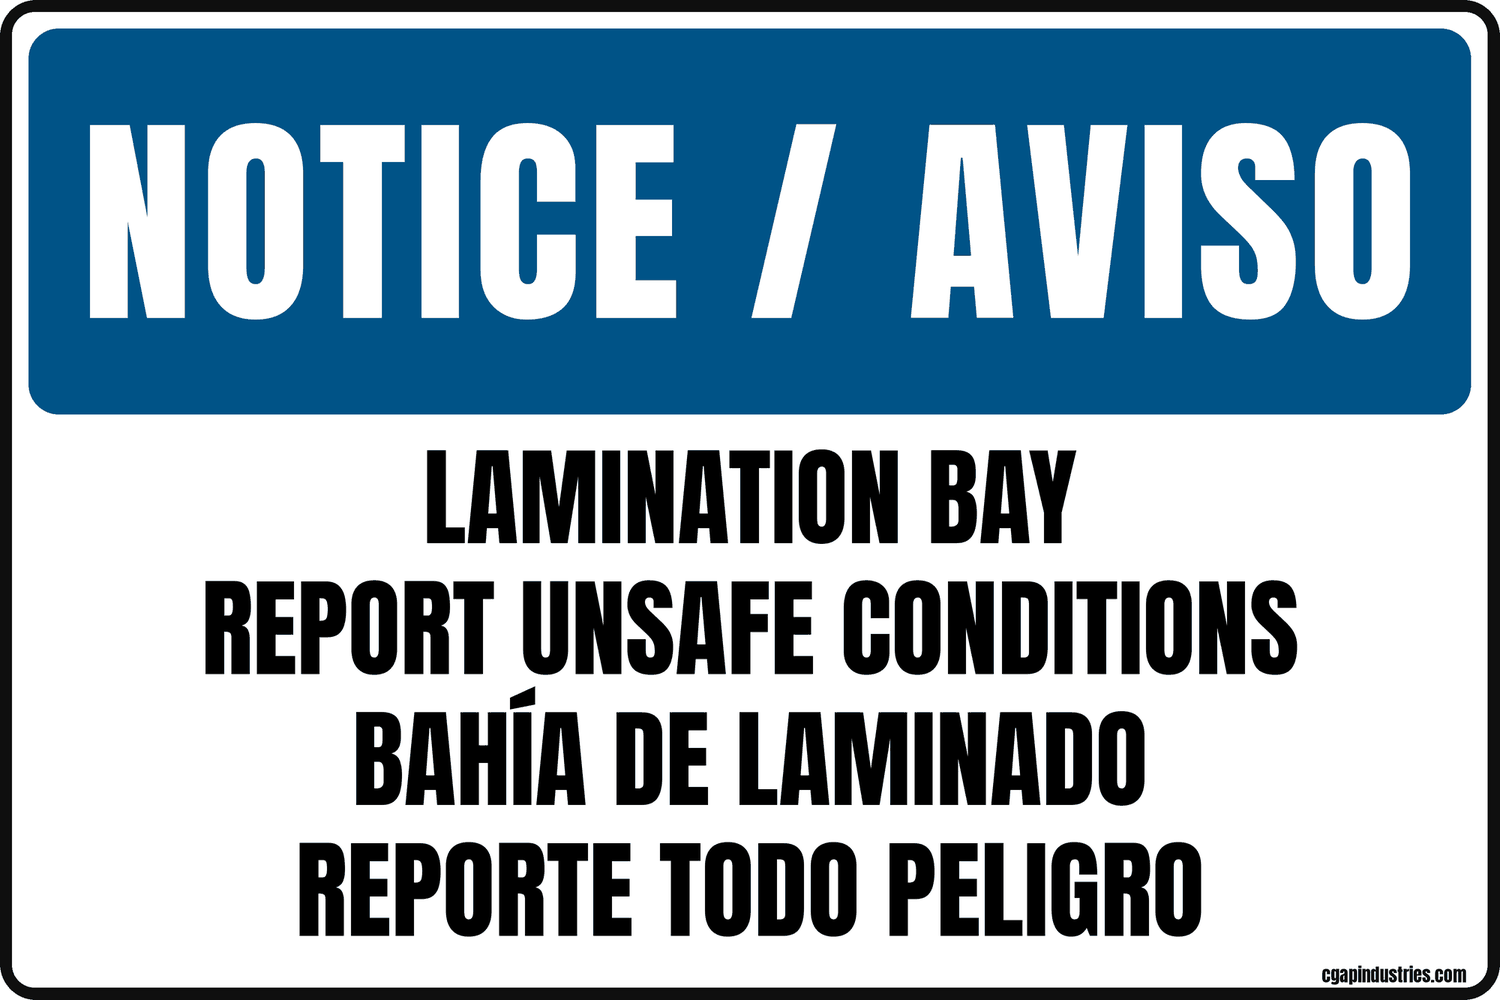 NOTICE / AVISO
LAMINATION BAY
REPORT UNSAFE CONDITIONS
BAHÍA DE LAMINADO
REPORTE TODO PELIGRO
cgapindustries.com